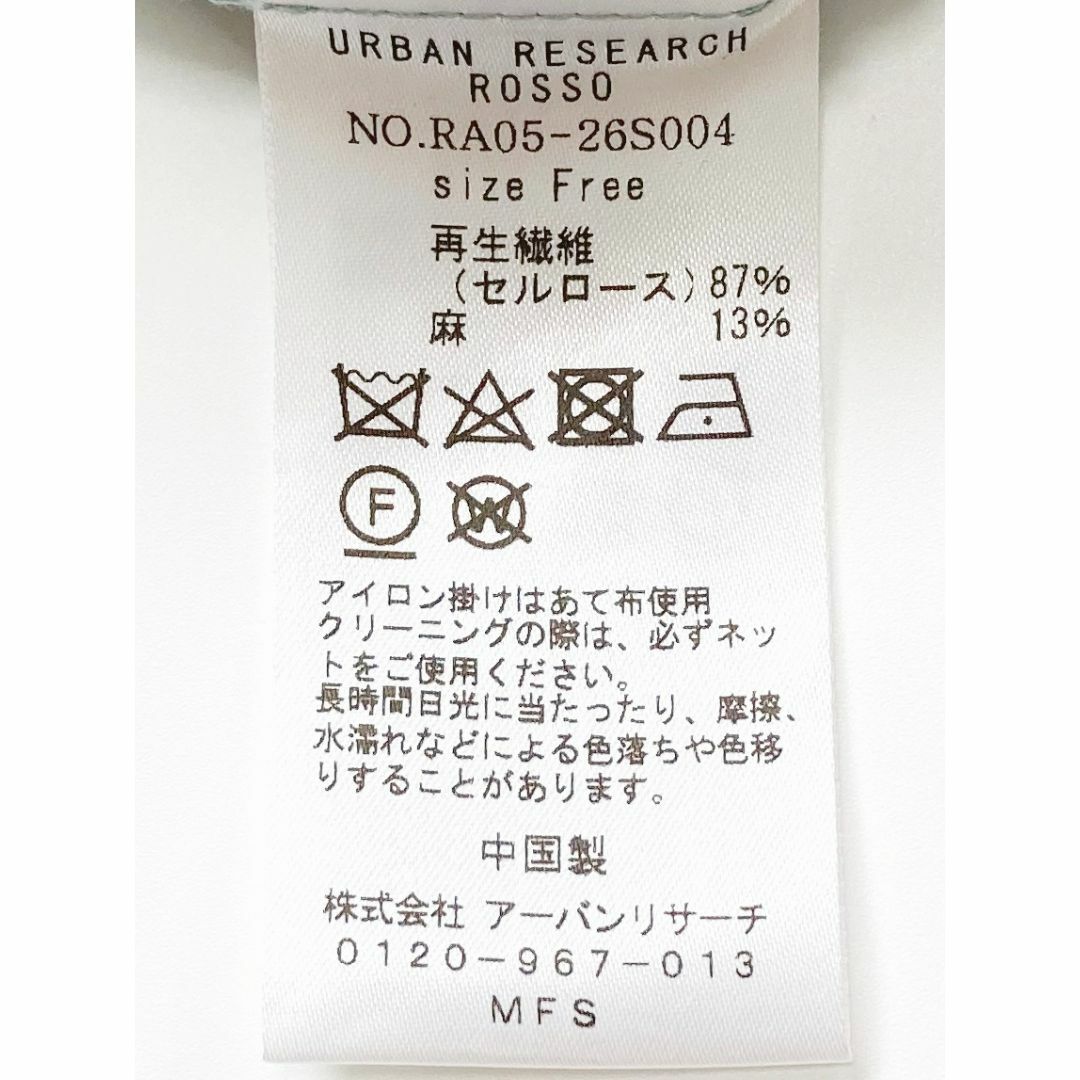 URBAN RESEARCH
ROSSO
NO.RA05-26S004
size Free
再生繊維
(セルロース) 87%
麻 13%
F W
アイロン掛けはあて布使用
クリーニングの際は、必ずネッ
トをご使用ください。
長時間日光に当たったり、摩擦、
水濡れなどによる色落ちや色移
りすることがあります。
中国製
株式会社 アーバンリサーチ
0120-967-013
MFS